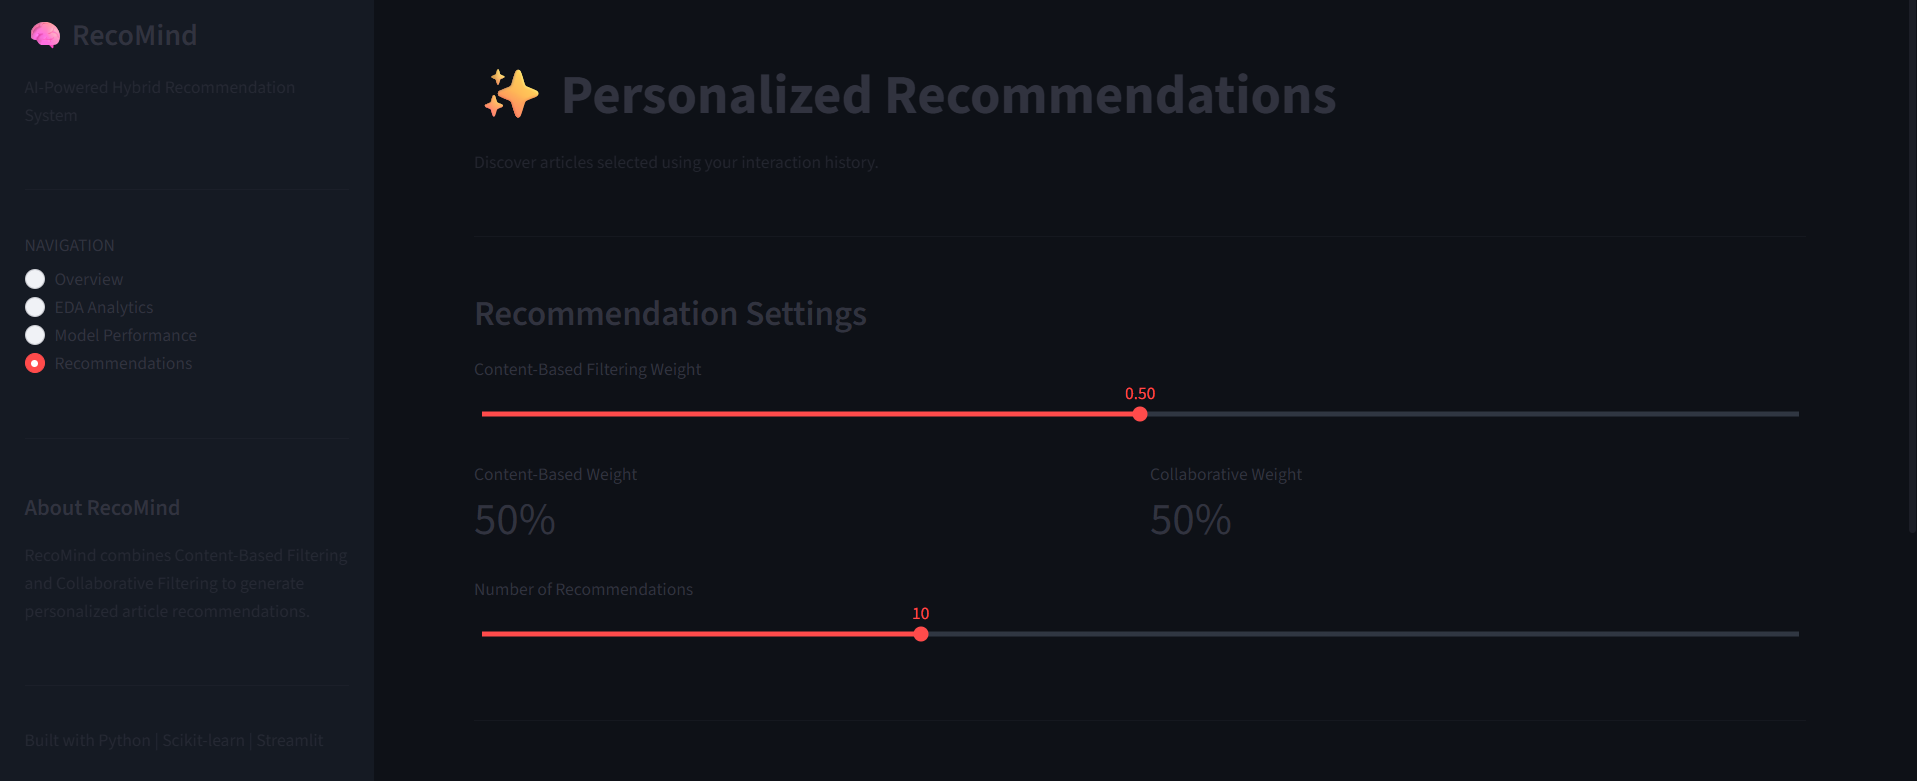 RecoMind
AI-Powered Hybrid Recommendation
System
NAVIGATION
Overview
EDA Analytics
Model Performance
Recommendations
About RecoMind
RecoMind combines Content-Based Filtering
and Collaborative Filtering to generate
personalized article recommendations.
Built with Python | Scikit-learn | Streamlit
Personalized Recommendations
Discover articles selected using your interaction history.
Recommendation Settings
Content-Based Filtering Weight
0.50
Content-Based Weight
50%
Collaborative Weight
50%
Number of Recommendations
10